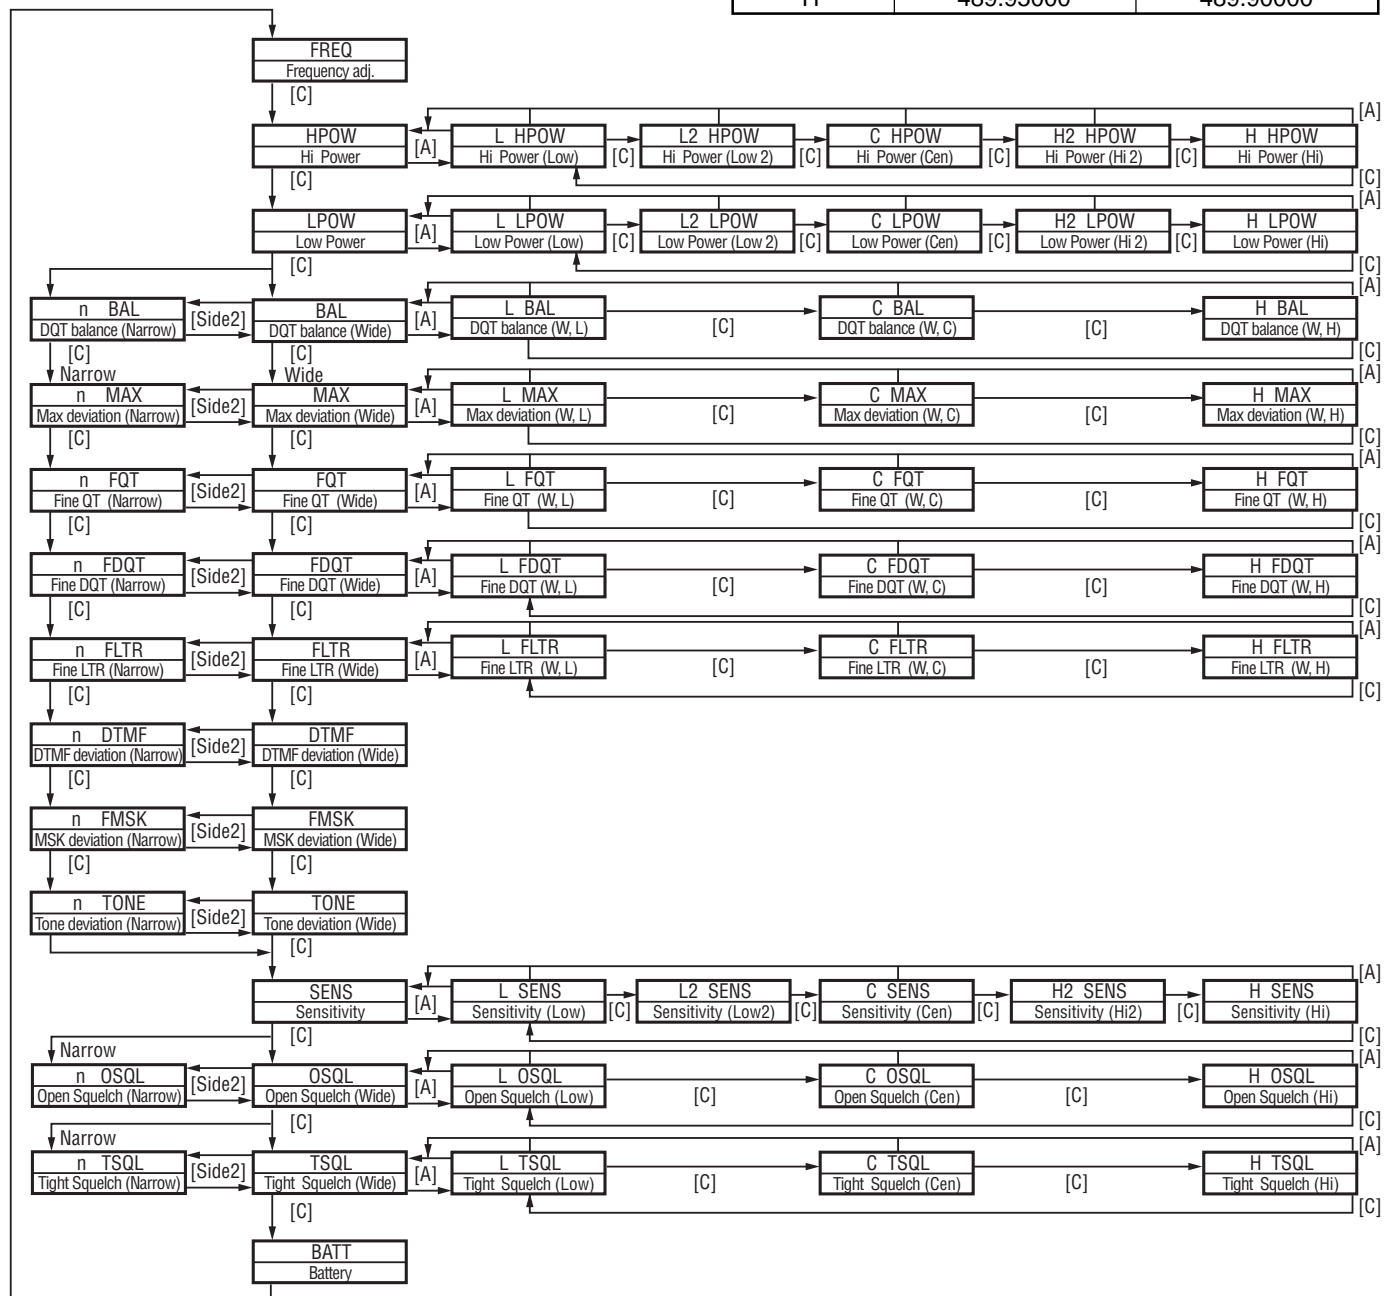 H 489.95000 489.90000
FREQ
Frequency adj.
[C]
[A]
HPOW
Hi Power
[A]
L HPOW
Hi Power (Low)
[C]
L2 HPOW
Hi Power (Low 2)
[C]
C HPOW
Hi Power (Cen)
[C]
H2 HPOW
Hi Power (Hi 2)
[C]
H HPOW
Hi Power (Hi)
[C]
[C]
[A]
LPOW
Low Power
[A]
L LPOW
Low Power (Low)
[C]
L2 LPOW
Low Power (Low 2)
[C]
C LPOW
Low Power (Cen)
[C]
H2 LPOW
Low Power (Hi 2)
[C]
H LPOW
Low Power (Hi)
[C]
[C]
[A]
n BAL
DQT balance (Narrow)
[Side2]
BAL
DQT balance (Wide)
[A]
L BAL
DQT balance (W, L)
[C]
C BAL
DQT balance (W, C)
[C]
H BAL
DQT balance (W, H)
[C]
[C]
[C]
Narrow
Wide
[A]
n MAX
Max deviation (Narrow)
[Side2]
MAX
Max deviation (Wide)
[A]
L MAX
Max deviation (W, L)
[C]
C MAX
Max deviation (W, C)
[C]
H MAX
Max deviation (W, H)
[C]
[C]
[C]
[A]
n FQT
Fine QT (Narrow)
[Side2]
FQT
Fine QT (Wide)
[A]
L FQT
Fine QT (W, L)
[C]
C FQT
Fine QT (W, C)
[C]
H FQT
Fine QT (W, H)
[C]
[C]
[C]
[A]
n FDQT
Fine DQT (Narrow)
[Side2]
FDQT
Fine DQT (Wide)
[A]
L FDQT
Fine DQT (W, L)
[C]
C FDQT
Fine DQT (W, C)
[C]
H FDQT
Fine DQT (W, H)
[C]
[C]
[C]
[A]
n FLTR
Fine LTR (Narrow)
[Side2]
FLTR
Fine LTR (Wide)
[A]
L FLTR
Fine LTR (W, L)
[C]
C FLTR
Fine LTR (W, C)
[C]
H FLTR
Fine LTR (W, H)
[C]
[C]
[C]
n DTMF
DTMF deviation (Narrow)
[Side2]
DTMF
DTMF deviation (Wide)
[C]
[C]
n FMSK
MSK deviation (Narrow)
[Side2]
FMSK
MSK deviation (Wide)
[C]
[C]
n TONE
Tone deviation (Narrow)
[Side2]
TONE
Tone deviation (Wide)
[C]
[A]
SENS
Sensitivity
[A]
L SENS
Sensitivity (Low)
[C]
L2 SENS
Sensitivity (Low2)
[C]
C SENS
Sensitivity (Cen)
[C]
H2 SENS
Sensitivity (Hi2)
[C]
H SENS
Sensitivity (Hi)
[C]
[C]
Narrow
[A]
n OSQL
Open Squelch (Narrow)
[Side2]
OSQL
Open Squelch (Wide)
[A]
L OSQL
Open Squelch (Low)
[C]
C OSQL
Open Squelch (Cen)
[C]
H OSQL
Open Squelch (Hi)
[C]
[C]
Narrow
[A]
n TSQL
Tight Squelch (Narrow)
[Side2]
TSQL
Tight Squelch (Wide)
[A]
L TSQL
Tight Squelch (Low)
[C]
C TSQL
Tight Squelch (Cen)
[C]
H TSQL
Tight Squelch (Hi)
[C]
[C]
BATT
Battery